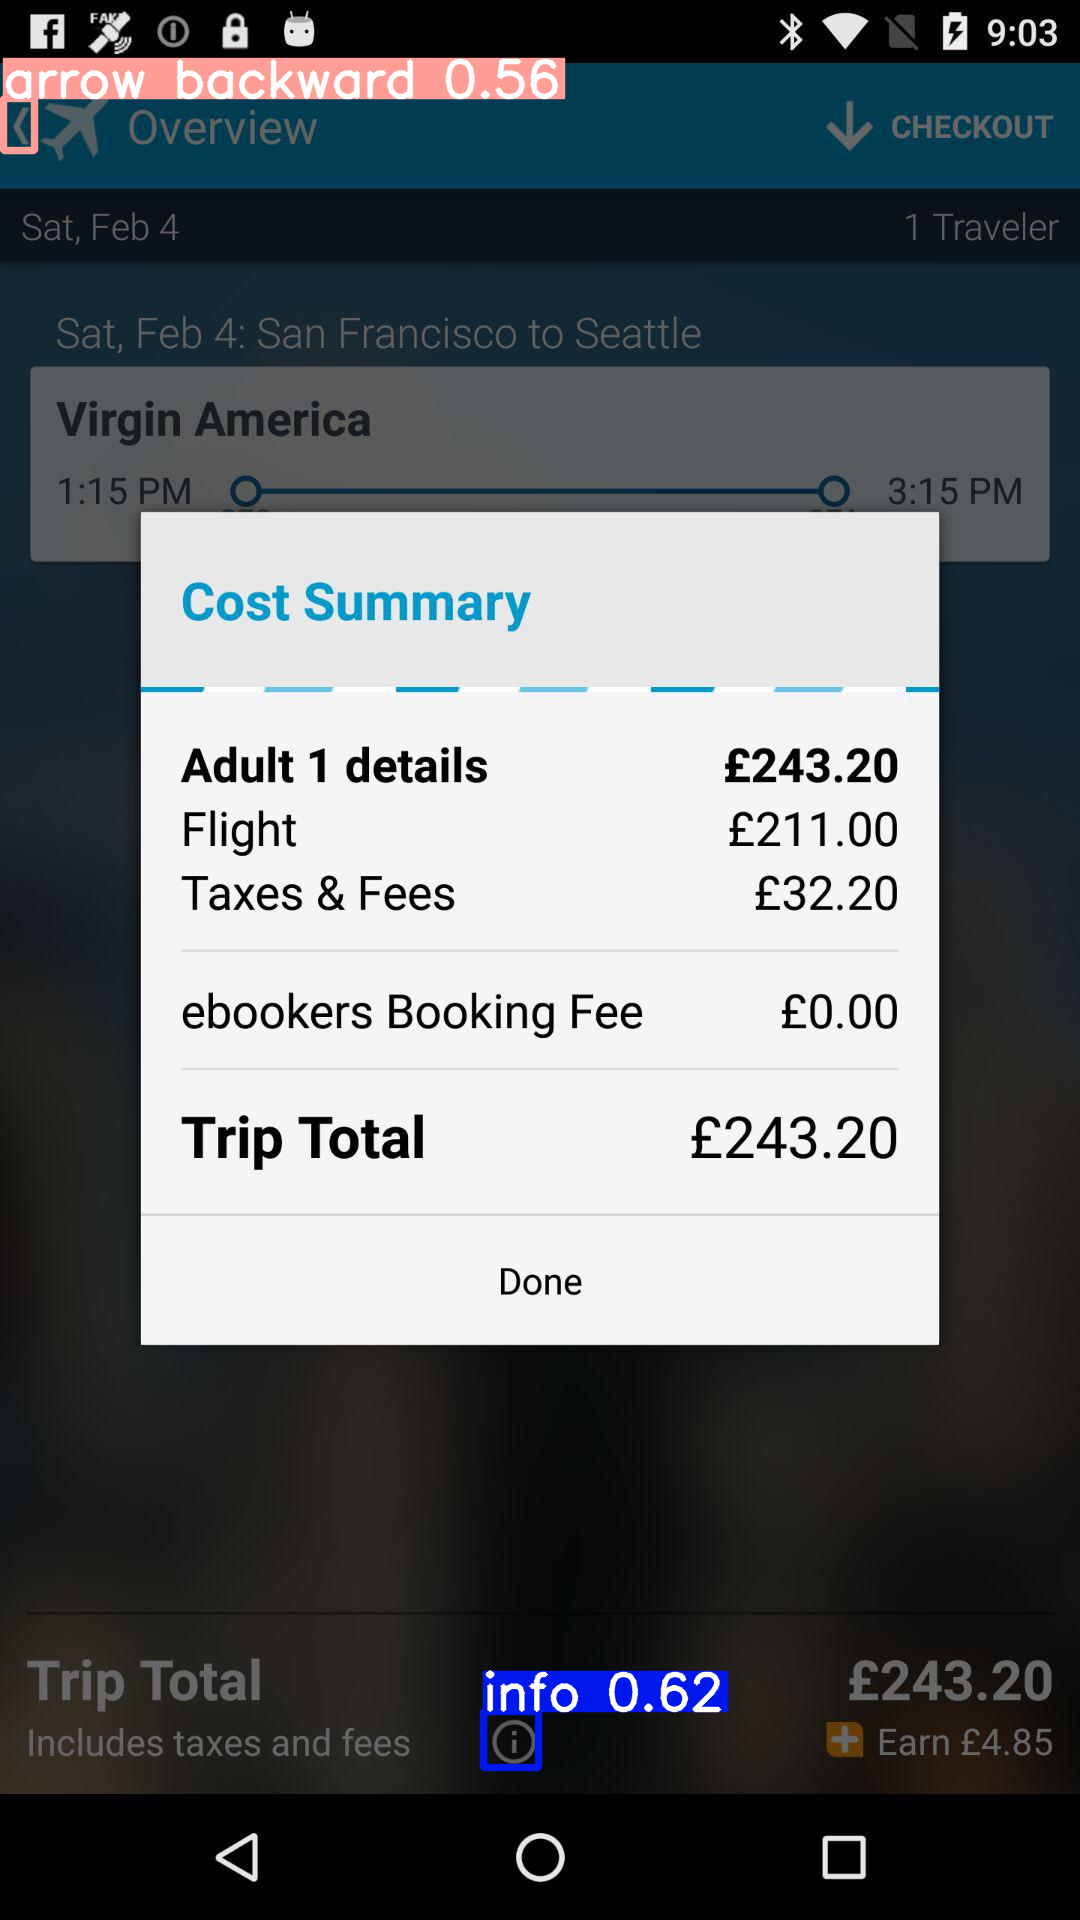 FAKE
9:03
arrow backward 0.56
Overview
CHECKOUT
Sat, Feb 4
1 Traveler
Sat, Feb 4: San Francisco to Seattle
Virgin America
1:15 PM
3:15 PM
Cost Summary
Adult 1 details £243.20
Flight £211.00
Taxes & Fees £32.20
ebookers Booking Fee £0.00
Trip Total £243.20
Done
info 0.62
Trip Total £243.20
Includes taxes and fees
Earn £4.85